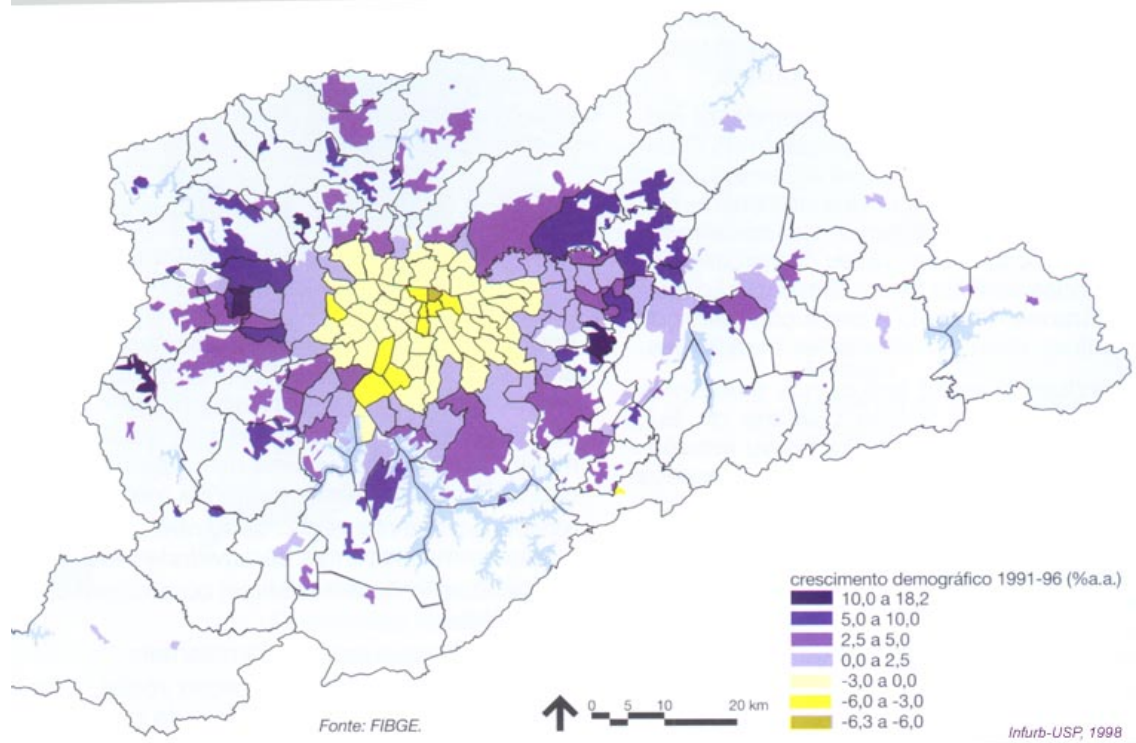 crescimento demográfico 1991-96 (%a.a.)
10,0 a 18,2
5,0 a 10,0
2,5 a 5,0
0,0 a 2,5
-3,0 a 0,0
-6,0 a -3,0
-6,3 a -6,0
0 5 10 20 km
Fonte: FIBGE.
Infurb-USP, 1998